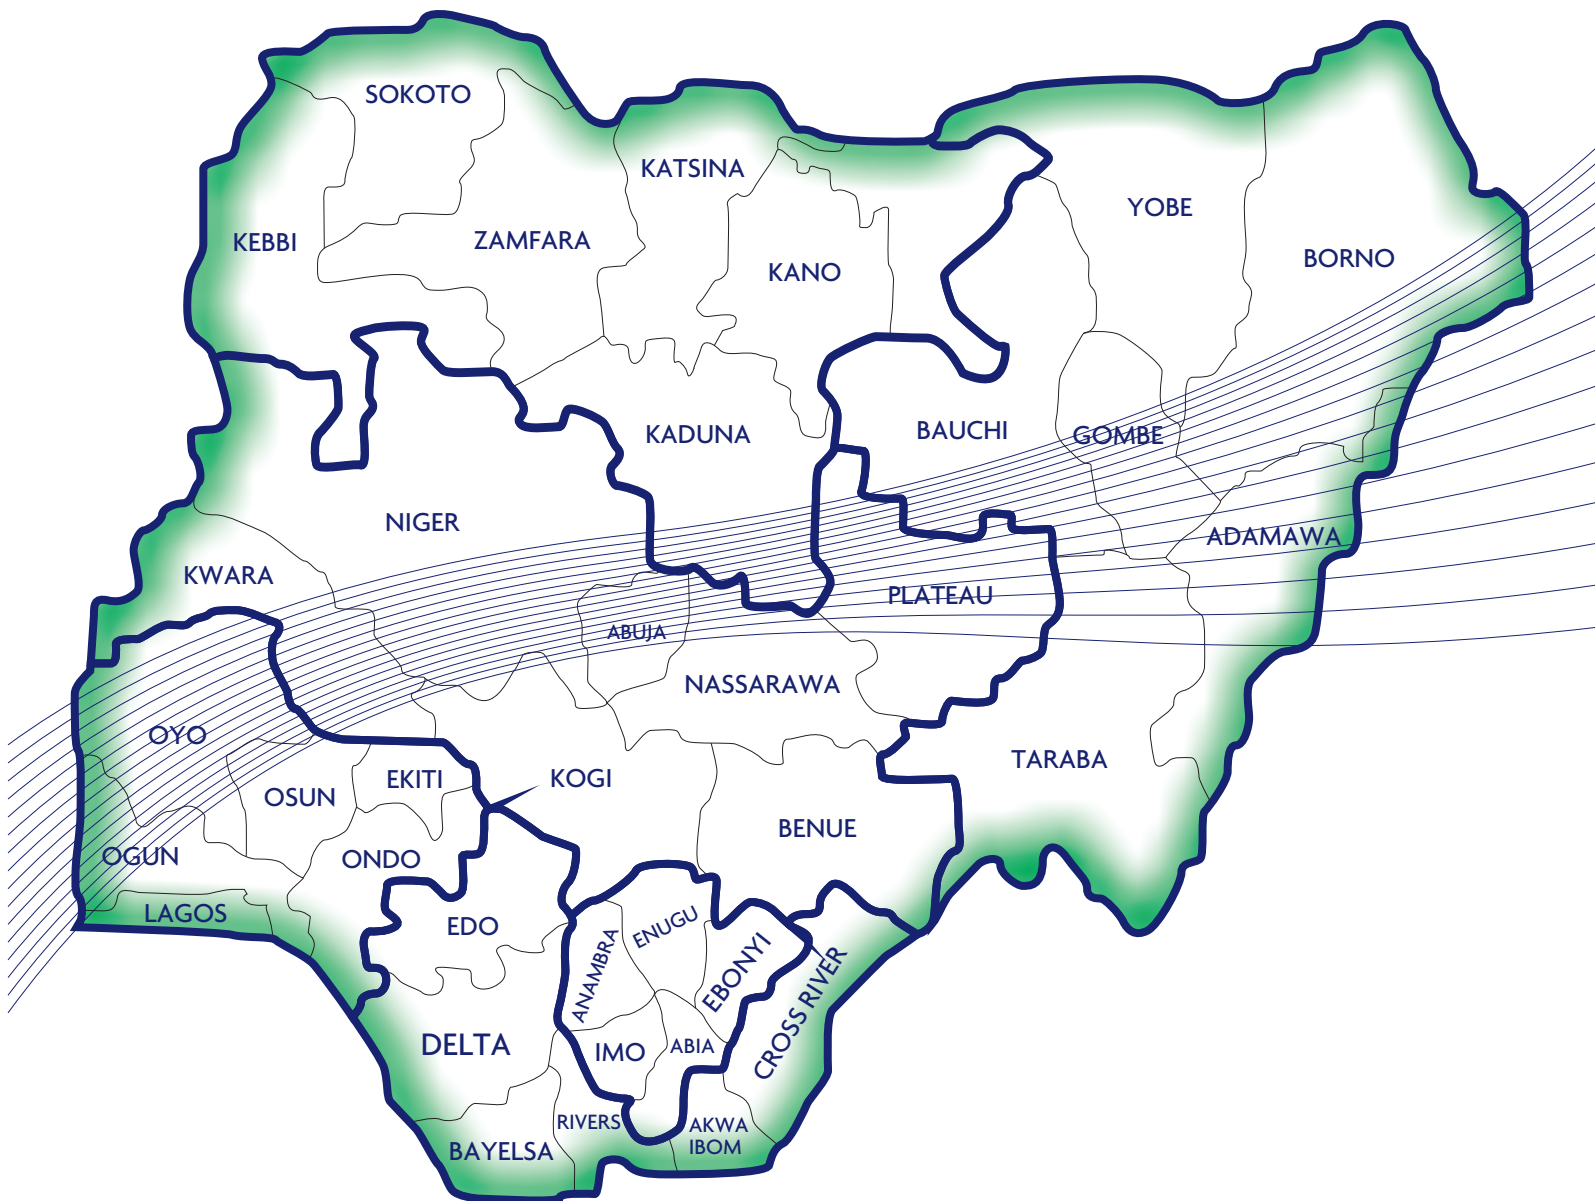 SOKOTO
KATSINA
YOBE
KEBBI
ZAMFARA
KANO
BORNO
KADUNA
BAUCHI
GOMBE
NIGER
ADAMAWA
KWARA
PLATEAU
ABUJA
NASSARAWA
OYO
TARABA
OSUN
EKITI
KOGI
BENUE
OGUN
ONDO
LAGOS
EDO
ANAMBRA
ENUGU
EBONYI
CROSS RIVER
DELTA
IMO
ABIA
RIVERS
AKWA
IBOM
BAYELSA